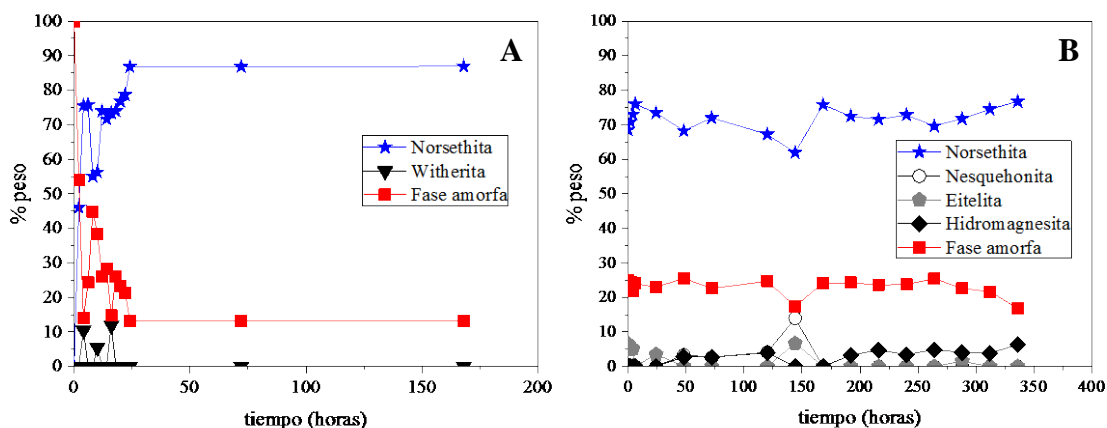 A
100
90
80
70
60
50
40
30
20
10
0
% peso
Norsethita
Witherita
Fase amorfa
0
50
100
150
200
tiempo (horas)
B
100
90
80
70
60
50
40
30
20
10
0
% peso
Norsethita
Nesquehonita
Eitelita
Hidromagnesita
Fase amorfa
0
50
100
150
200
250
300
350
400
tiempo (horas)